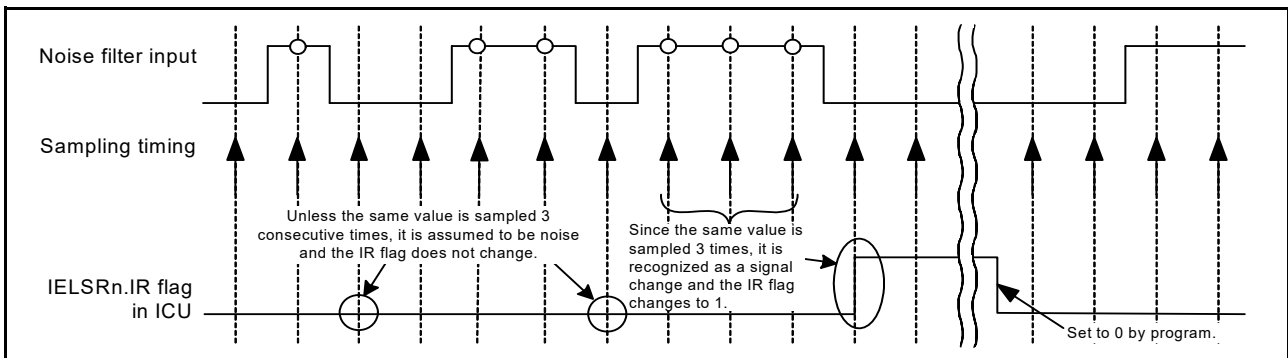 Noise filter input
Sampling timing
Unless the same value is sampled 3
consecutive times, it is assumed to be noise
and the IR flag does not change.
Since the same value is
sampled 3 times, it is
recognized as a signal
change and the IR flag
changes to 1.
IELSRn.IR flag
in ICU
Set to 0 by program.